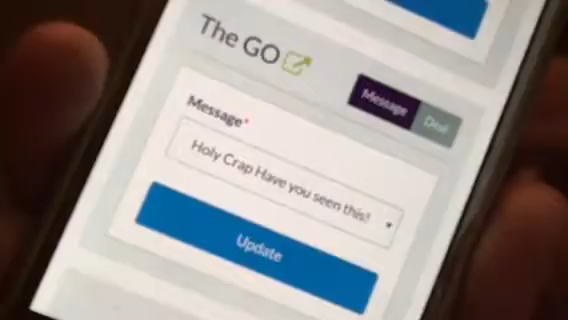 The GO
Message Deal
Message*
Holy Crap Have you seen this!
Update